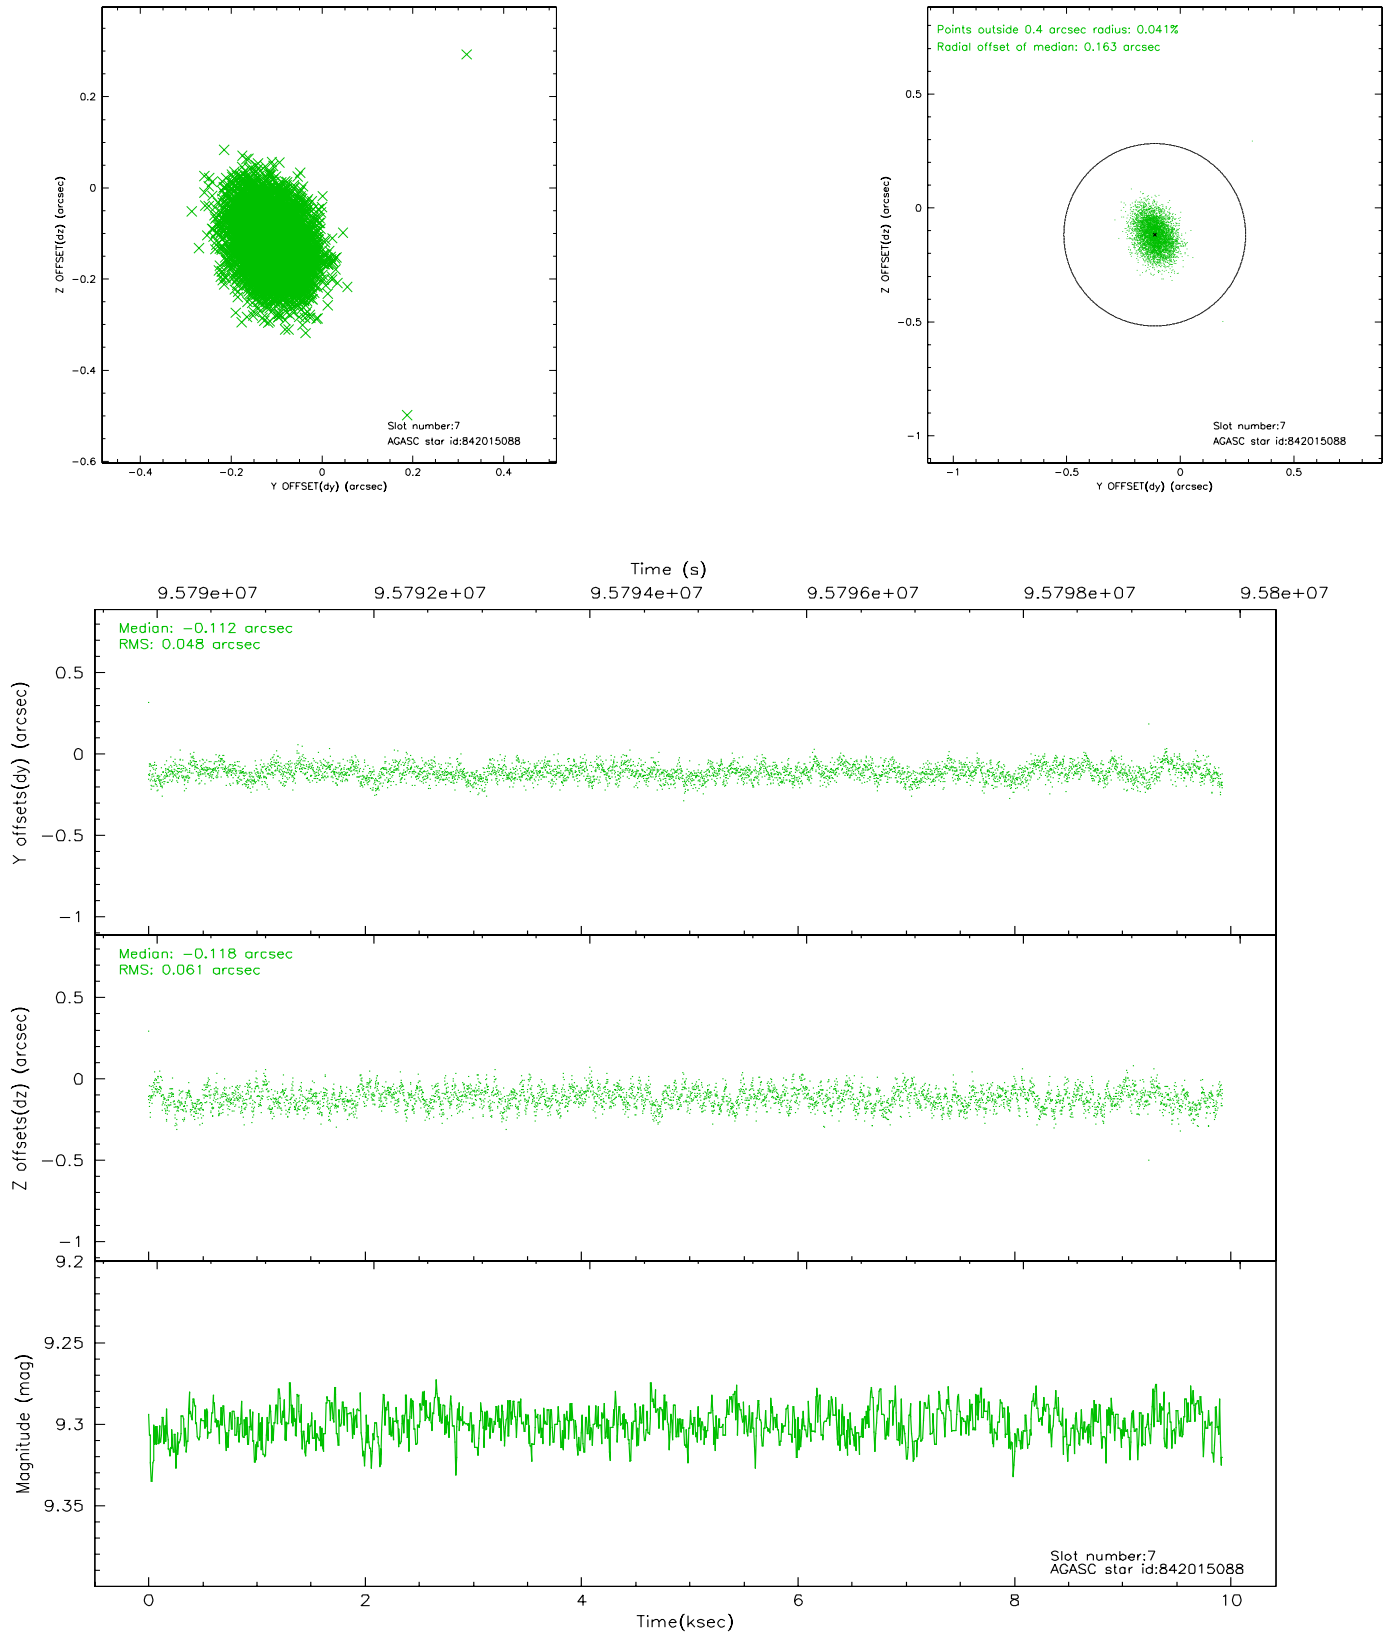 0.2
0
−0.2
−0.4
−0.6
Z OFFSET(dz) (arcsec)
Slot number:7
AGASC star id:842015088
−0.4 −0.2 0 0.2 0.4
Y OFFSET(dy) (arcsec)
Points outside 0.4 arcsec radius: 0.041%
Radial offset of median: 0.163 arcsec
0.5
0
−0.5
−1
Z OFFSET(dz) (arcsec)
Slot number:7
AGASC star id:842015088
−1 −0.5 0 0.5
Y OFFSET(dy) (arcsec)
Time (s)
9.579e+07 9.5792e+07 9.5794e+07 9.5796e+07 9.5798e+07 9.58e+07
Median: −0.112 arcsec
RMS: 0.048 arcsec
0.5
0
−0.5
−1
Y offsets(dy) (arcsec)
Median: −0.118 arcsec
RMS: 0.061 arcsec
0.5
0
−0.5
−1
Z offsets(dz) (arcsec)
9.2
9.25
9.3
9.35
Magnitude (mag)
Slot number:7
AGASC star id:842015088
0 2 4 6 8 10
Time(ksec)